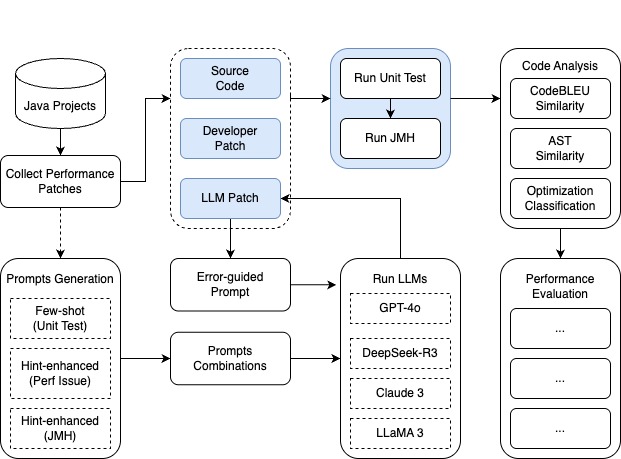 Java Projects
Collect Performance
Patches
Source
Code
Developer
Patch
LLM Patch
Run Unit Test
Run JMH
Code Analysis
CodeBLEU
Similarity
AST
Similarity
Optimization
Classification
Prompts Generation
Few-shot
(Unit Test)
Hint-enhanced
(Perf Issue)
Hint-enhanced
(JMH)
Error-guided
Prompt
Prompts
Combinations
Run LLMs
GPT-4o
DeepSeek-R3
Claude 3
LLaMA 3
Performance
Evaluation
...
...
...